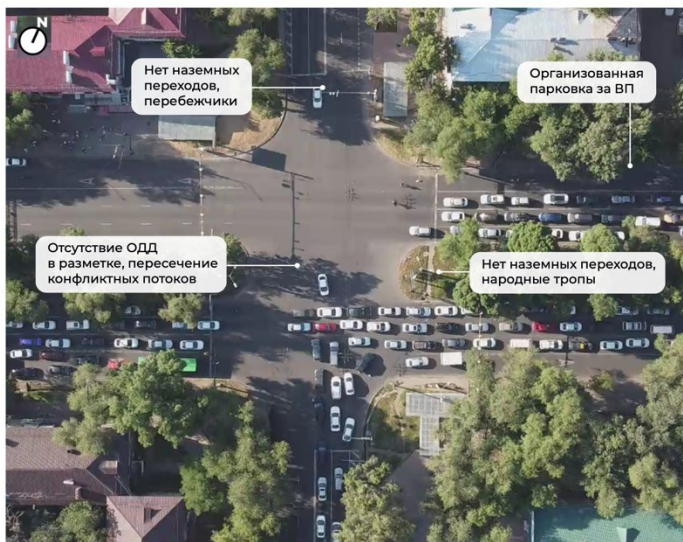 N
Нет наземных
переходов,
перебежчики
Организованная
парковка за ВП
Отсутствие ОДД
в разметке, пересечение
конфликтных потоков
Нет наземных переходов,
народные тропы